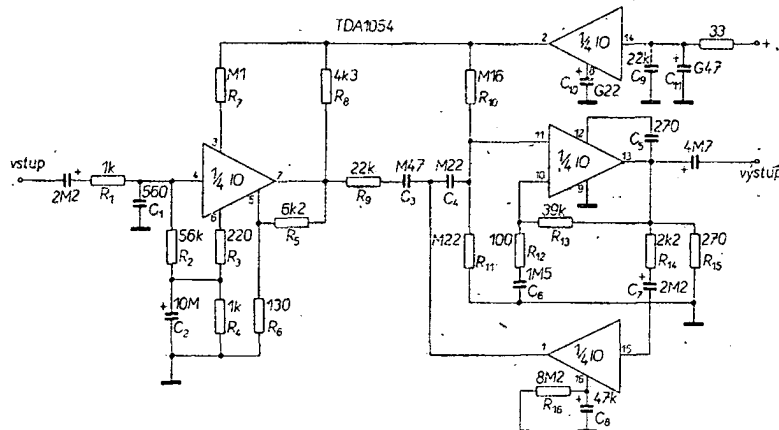 TDA1054
2
1/4 IO
14
33
+
8
C10
G22
22k
C9
C11
G47
M1
R7
4k3
R8
M16
R10
vstup
2M2
1k
R1
560
C1
4
3
1/4 IO
7
6
5
56k
R2
220
R3
6k2
R5
10M
C2
1k
R4
130
R6
22k
R9
M47
C3
M22
C4
11
12
1/4 IO
10
9
13
270
C5
4M7
výstup
39k
R13
M22
R11
100
R12
1M5
C6
2k2
R14
C7
2M2
270
R15
1
1/4 IO
15
16
8M2
R16
47k
C8